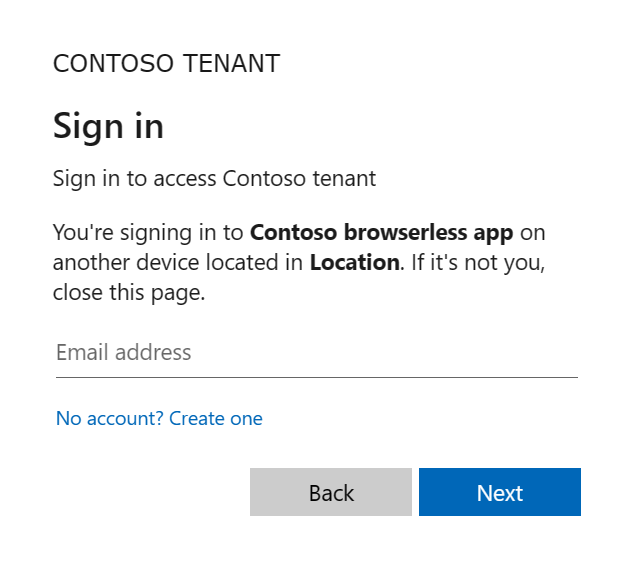 CONTOSO TENANT
Sign in
Sign in to access Contoso tenant
You're signing in to Contoso browserless app on
another device located in Location. If it's not you,
close this page.
Email address
No account? Create one
Back
Next